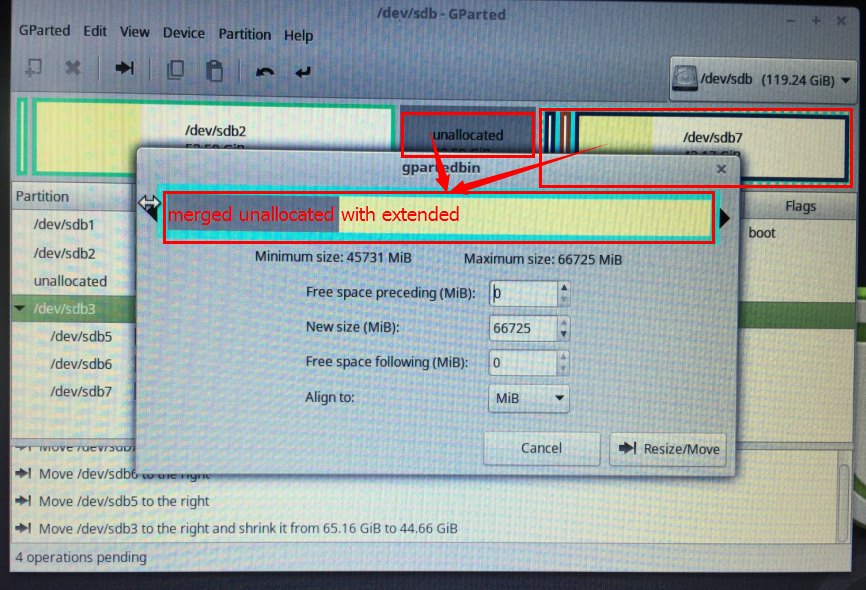 /dev/sdb - GParted
GParted Edit View Device Partition Help
/dev/sdb (119.24 GiB)
/dev/sdb2
unallocated
/dev/sdb7
gpartedbin
Partition
Flags
merged unallocated with extended
/dev/sdb1
boot
/dev/sdb2
Minimum size: 45731 MiB
Maximum size: 66725 MiB
unallocated
Free space preceding (MiB): 0
/dev/sdb3
New size (MiB): 66725
/dev/sdb5
Free space following (MiB): 0
/dev/sdb6
/dev/sdb7
Align to: MiB
Cancel
Resize/Move
Move /dev/sdb7
Move /dev/sdb6 to the right
Move /dev/sdb5 to the right
Move /dev/sdb3 to the right and shrink it from 65.16 GiB to 44.66 GiB
4 operations pending